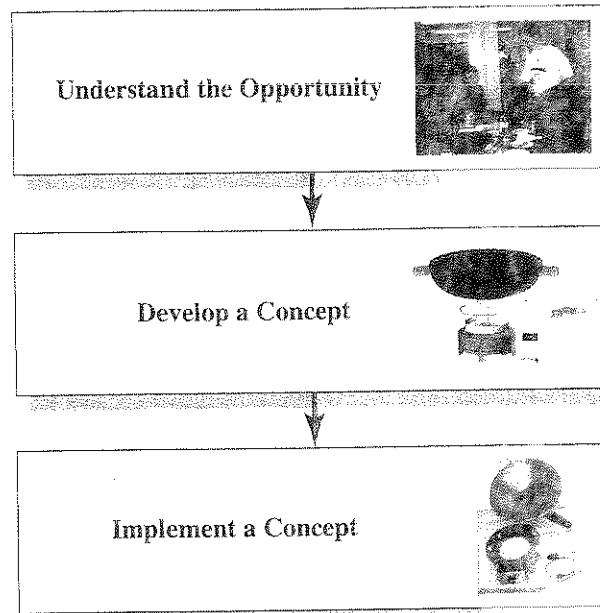 Understand the Opportunity
Develop a Concept
Implement a Concept